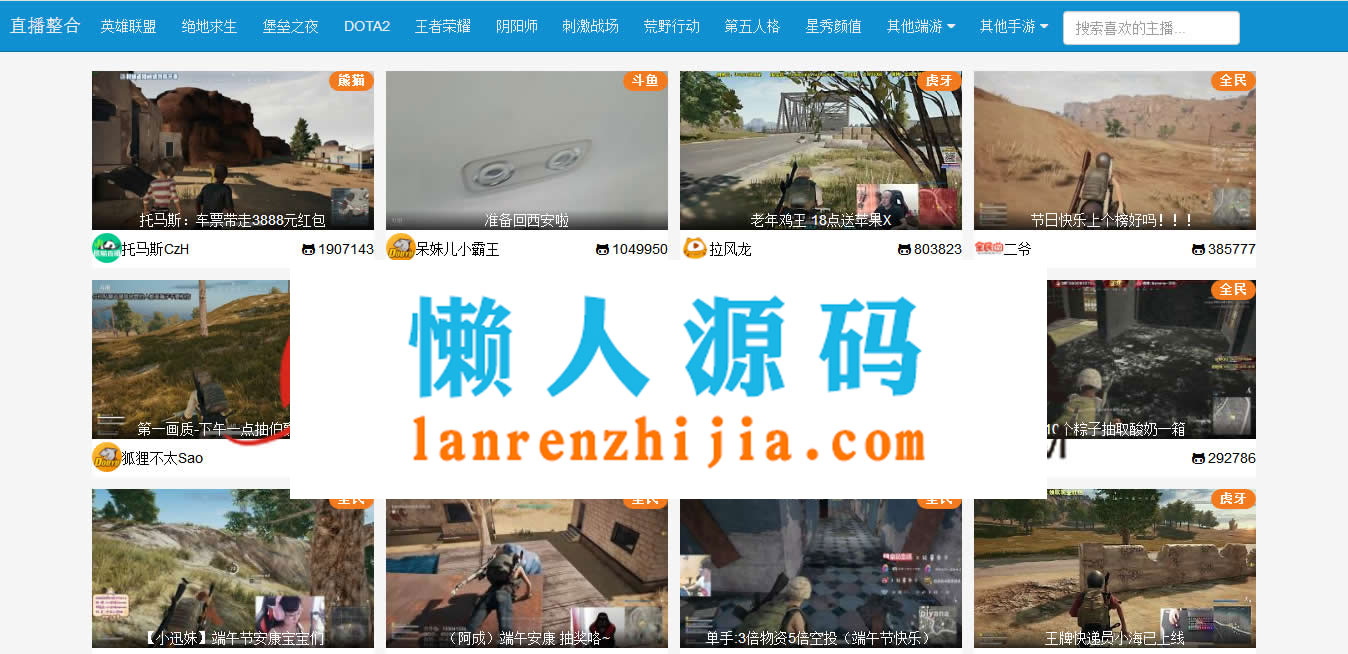 直播整合 英雄联盟 绝地求生 堡垒之夜 DOTA2 王者荣耀 阴阳师 刺激战场 荒野行动 第五人格 星秀颜值 其他端游 其他手游 搜索喜欢的主播...
熊猫 斗鱼 虎牙 全民
托马斯：车票带走3888元红包 准备回西安啦 老年鸡王 18点送苹果X 节日快乐上个榜好吗！！！
托马斯CzH 1907143 呆妹儿小霸王 1049950 拉风龙 803823 二爷 385777
全民
第一画质-下午一点抽伯 10个粽子抽取酸奶一箱
狐狸不太Sao 292786
懒人源码
lanrenzhijia.com
全民 全民 全民 虎牙
【小迅妹】端午节安康宝宝们 （阿成）端午安康 抽奖咯~ 单手:3倍物资5倍空投（端午节快乐） 王牌快递员小海已上线